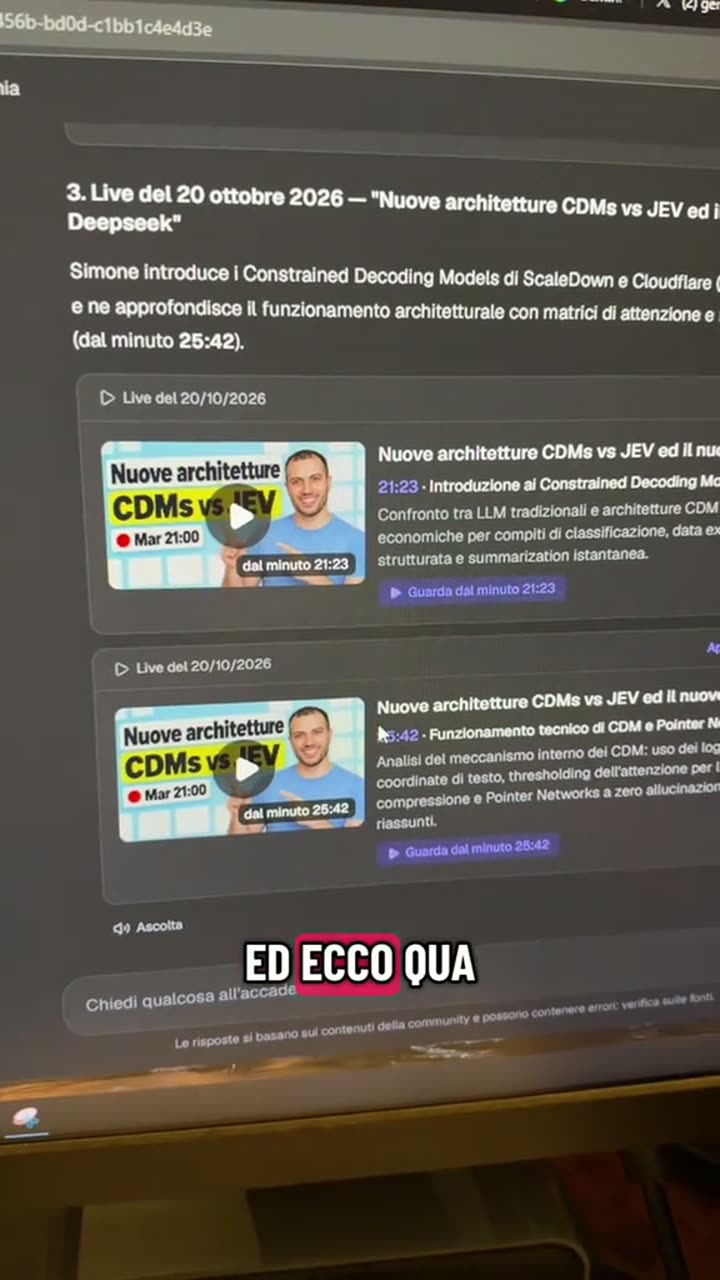 456b-bd0d-c1bb1c4e4d3e
3. Live del 20 ottobre 2026 — "Nuove architetture CDMs vs JEV ed
Deepseek"
Simone introduce i Constrained Decoding Models di ScaleDown e Cloudflare (
e ne approfondisce il funzionamento architetturale con matrici di attenzione e
(dal minuto 25:42).
Live del 20/10/2026
Nuove architetture
CDMs vs JEV
Mar 21:00
dal minuto 21:23
Nuove architetture CDMs vs JEV ed il
21:23 · Introduzione ai Constrained Decoding
Confronto tra LLM tradizionali e architetture CDM
economiche per compiti di classificazione, data
strutturata e summarization istantanea.
Guarda dal minuto 21:23
Live del 20/10/2026
Nuove architetture
CDMs vs JEV
Mar 21:00
dal minuto 25:42
Nuove architetture CDMs vs JEV ed il
5:42 · Funzionamento tecnico di CDM e Pointer
Analisi del meccanismo interno dei CDM: uso dei
coordinate di testo, thresholding dell'attenzione per
compressione e Pointer Networks a zero
riassunti.
Guarda dal minuto 25:42
Ascolta
ED ECCO QUA
Chiedi qualcosa
Le risposte si basano sui contenuti della community e possono contenere errori: verifica sulle fonti.